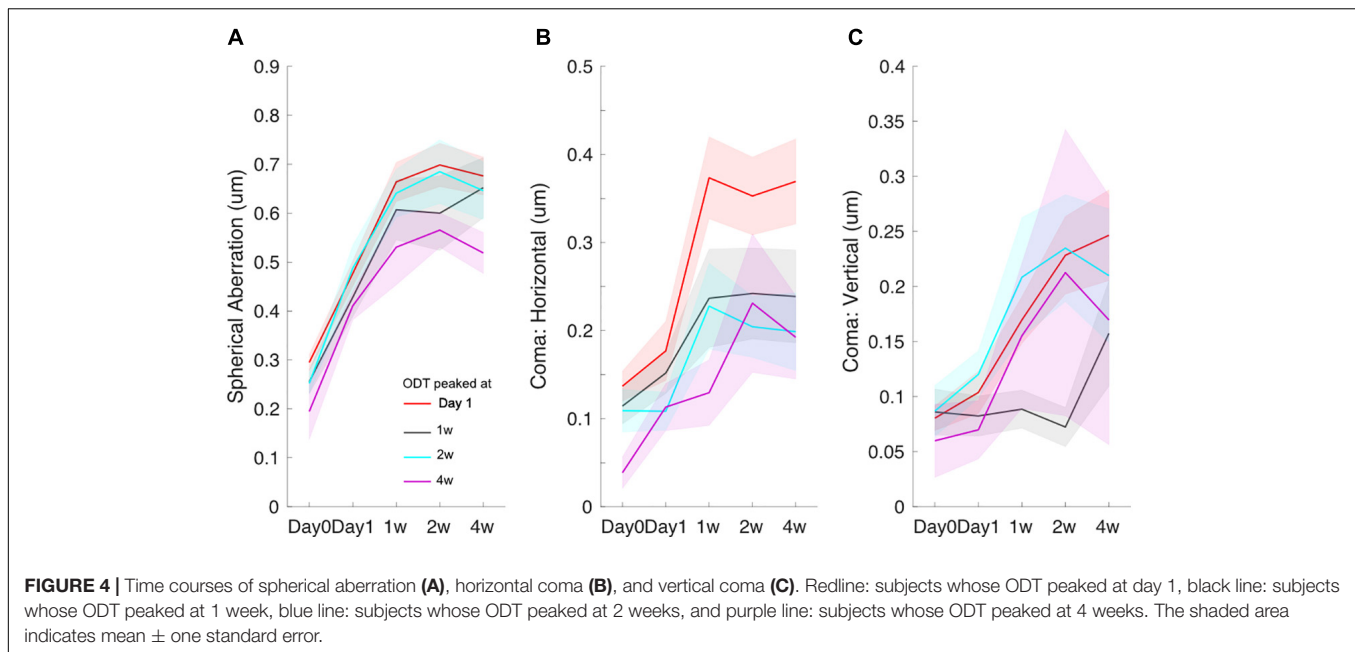 A
B
C
Spherical Aberration (um)
0.9
0.8
0.7
0.6
0.5
0.4
0.3
0.2
0.1
0
ODT peaked at
Day 1
1w
2w
4w
Day0 Day1 1w 2w 4w
Coma: Horizontal (um)
0.5
0.4
0.3
0.2
0.1
0
Day0 Day1 1w 2w 4w
Coma: Vertical (um)
0.4
0.35
0.3
0.25
0.2
0.15
0.1
0.05
0
Day0 Day1 1w 2w 4w
FIGURE 4 | Time courses of spherical aberration (A), horizontal coma (B), and vertical coma (C). Redline: subjects whose ODT peaked at day 1, black line: subjects
whose ODT peaked at 1 week, blue line: subjects whose ODT peaked at 2 weeks, and purple line: subjects whose ODT peaked at 4 weeks. The shaded area
indicates mean ± one standard error.